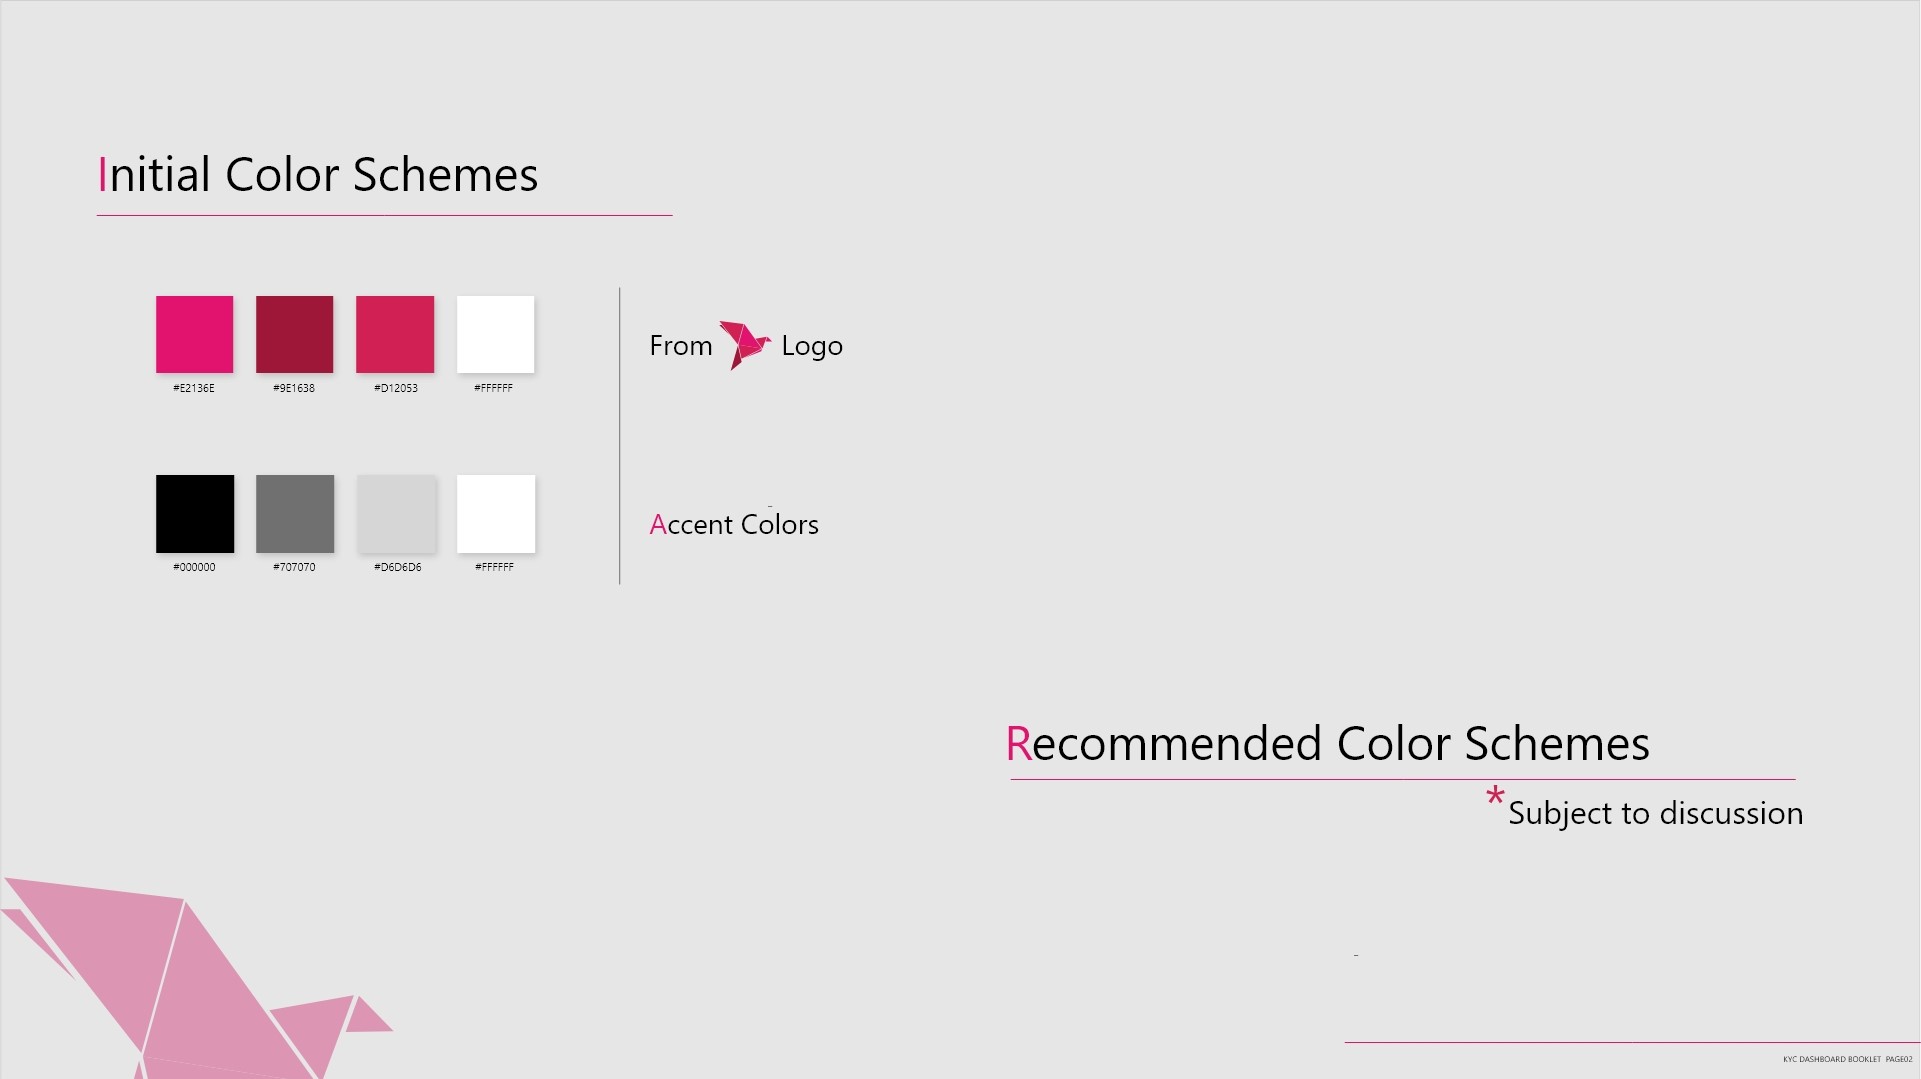 Initial Color Schemes
#E2136E #9E1638 #D12053 #FFFFFF
From Logo
#000000 #707070 #D6D6D6 #FFFFFF
Accent Colors
Recommended Color Schemes
*Subject to discussion
KYC DASHBOARD BOOKLET PAGE02